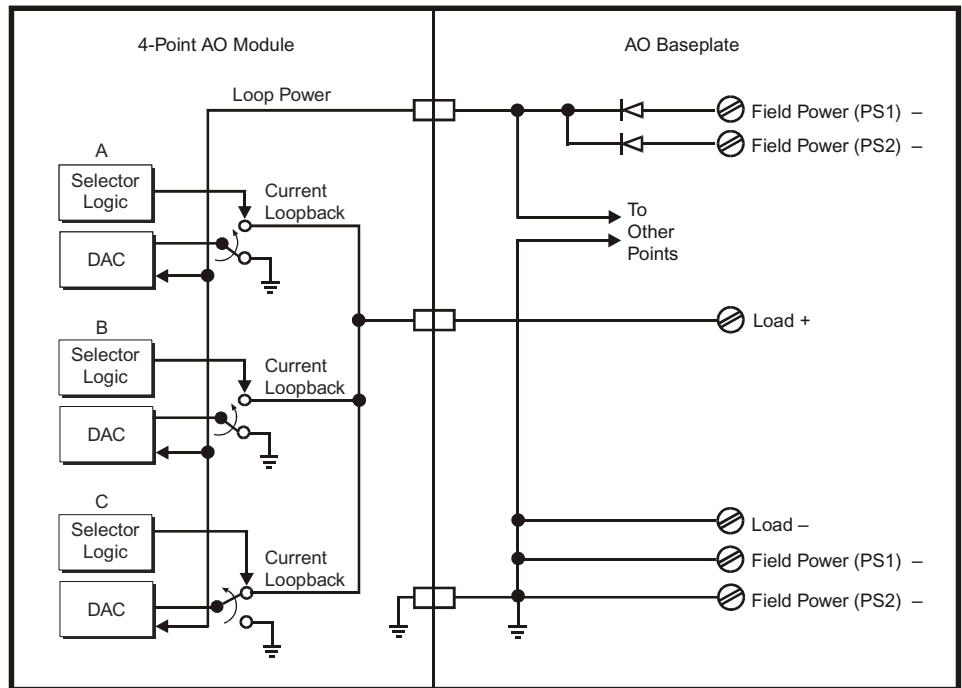 4-Point AO Module
AO Baseplate
Loop Power
Field Power (PS1) –
Field Power (PS2) –
A
Selector
Logic
Current
Loopback
DAC
To
Other
Points
Load +
B
Selector
Logic
Current
Loopback
DAC
C
Selector
Logic
Current
Loopback
DAC
Load –
Field Power (PS1) –
Field Power (PS2) –